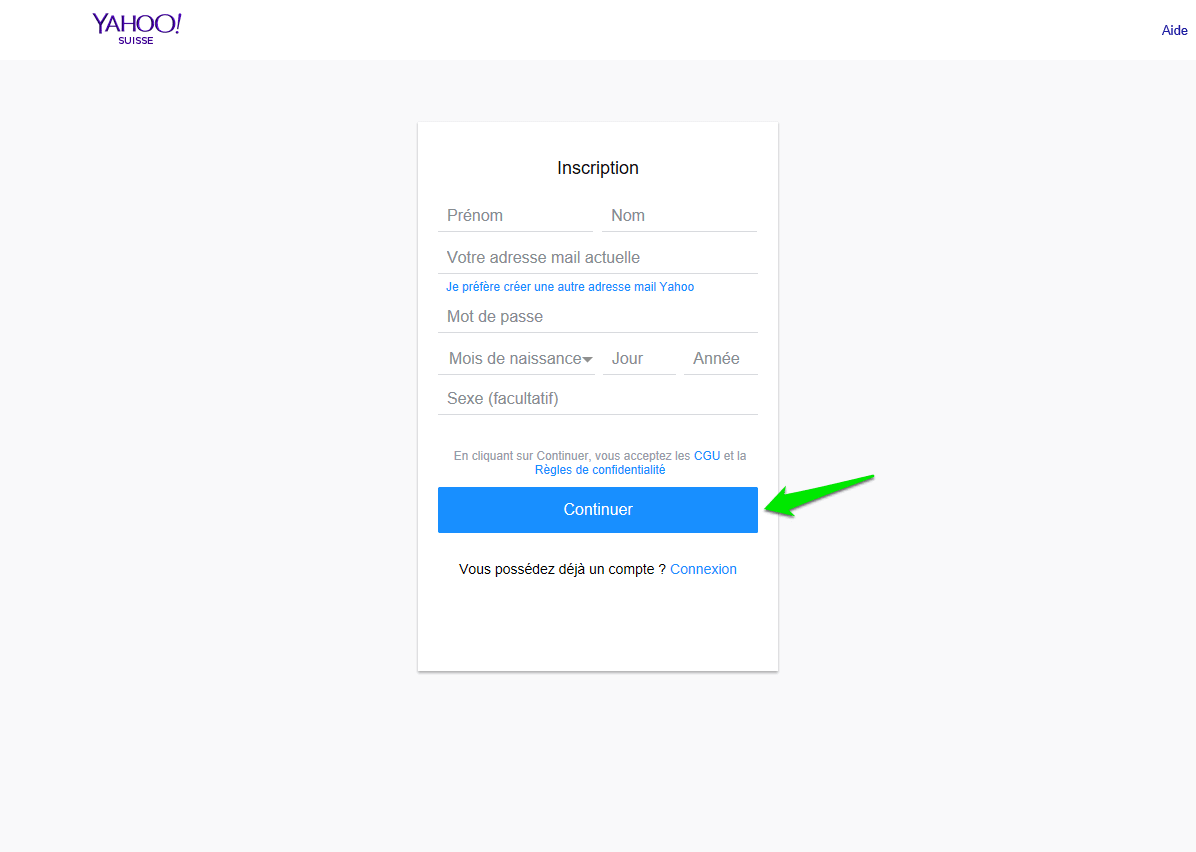 YAHOO!
SUISSE
Aide
Inscription
Prénom Nom
Votre adresse mail actuelle
Je préfère créer une autre adresse mail Yahoo
Mot de passe
Mois de naissance Jour Année
Sexe (facultatif)
En cliquant sur Continuer, vous acceptez les CGU et la
Règles de confidentialité
Continuer
Vous possédez déjà un compte ? Connexion